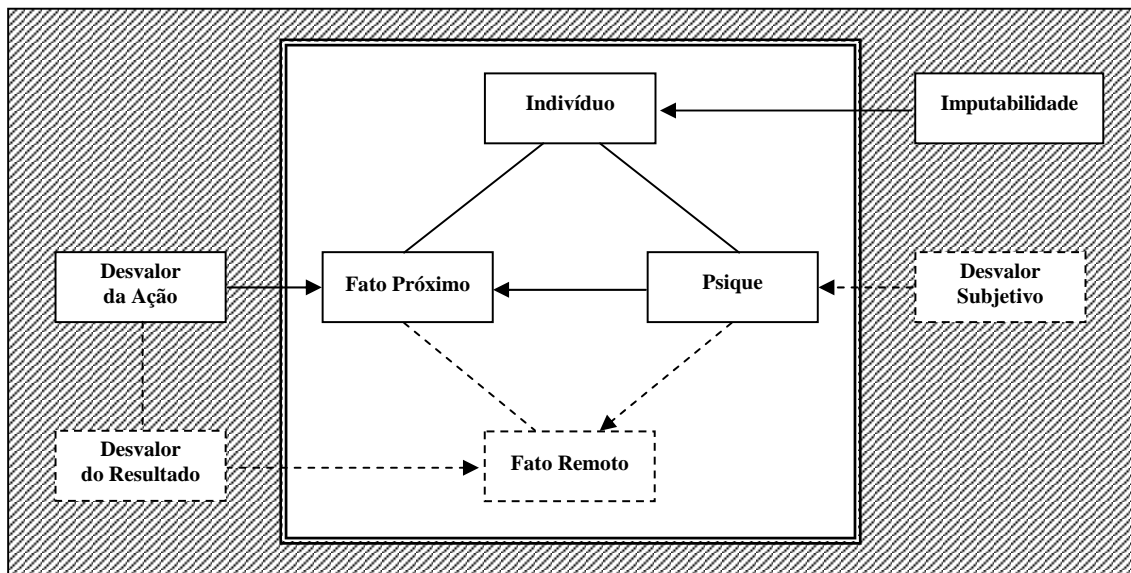 Indivíduo
Imputabilidade
Desvalor
da Ação
Fato Próximo
Psique
Desvalor
Subjetivo
Desvalor
do Resultado
Fato Remoto